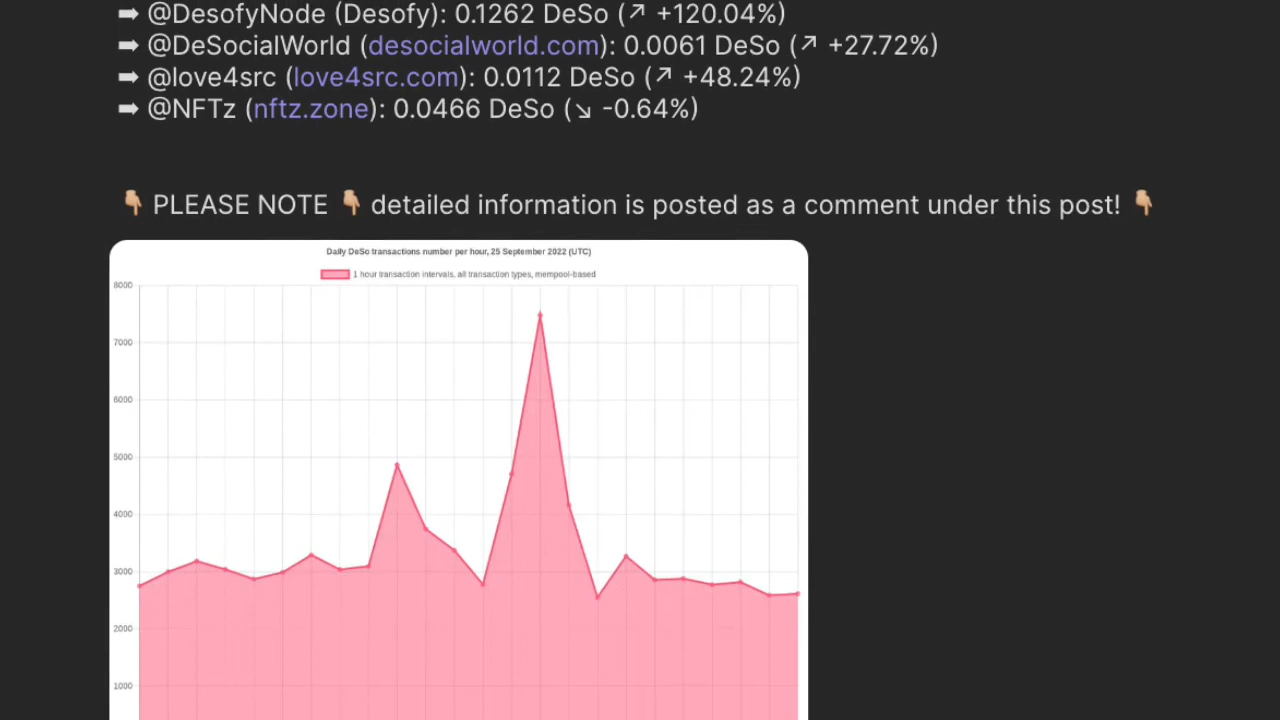 ➡ @DesofyNode (Desofy): 0.1262 DeSo (↗ +120.04%)
➡ @DeSocialWorld (desocialworld.com): 0.0061 DeSo (↗ +27.72%)
➡ @love4src (love4src.com): 0.0112 DeSo (↗ +48.24%)
➡ @NFTz (nftz.zone): 0.0466 DeSo (↘ -0.64%)
👇🏼 PLEASE NOTE 👇🏼 detailed information is posted as a comment under this post! 👇🏼
Daily DeSo transactions number per hour, 25 September 2022 (UTC)
1 hour transaction intervals, all transaction types, mempool-based
8000
7000
6000
5000
4000
3000
2000
1000